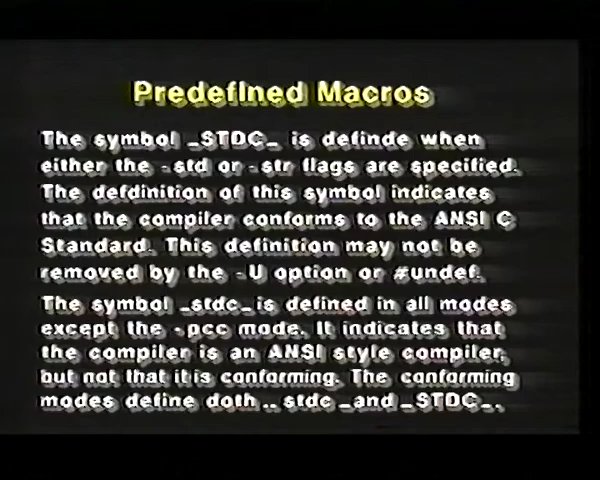 Predefined Macros
The symbol _STDC_ is definde when
either the -std or -str flags are specified.
The defdinition of this symbol indicates
that the compiler conforms to the ANSI C
Standard. This definition may not be
removed by the -U option or #undef.
The symbol _stdc_ is defined in all modes
except the -pcc mode. It indicates that
the compiler is an ANSI style compiler,
but not that it is conforming. The conforming
modes define doth .. stdc _and _STDC_.